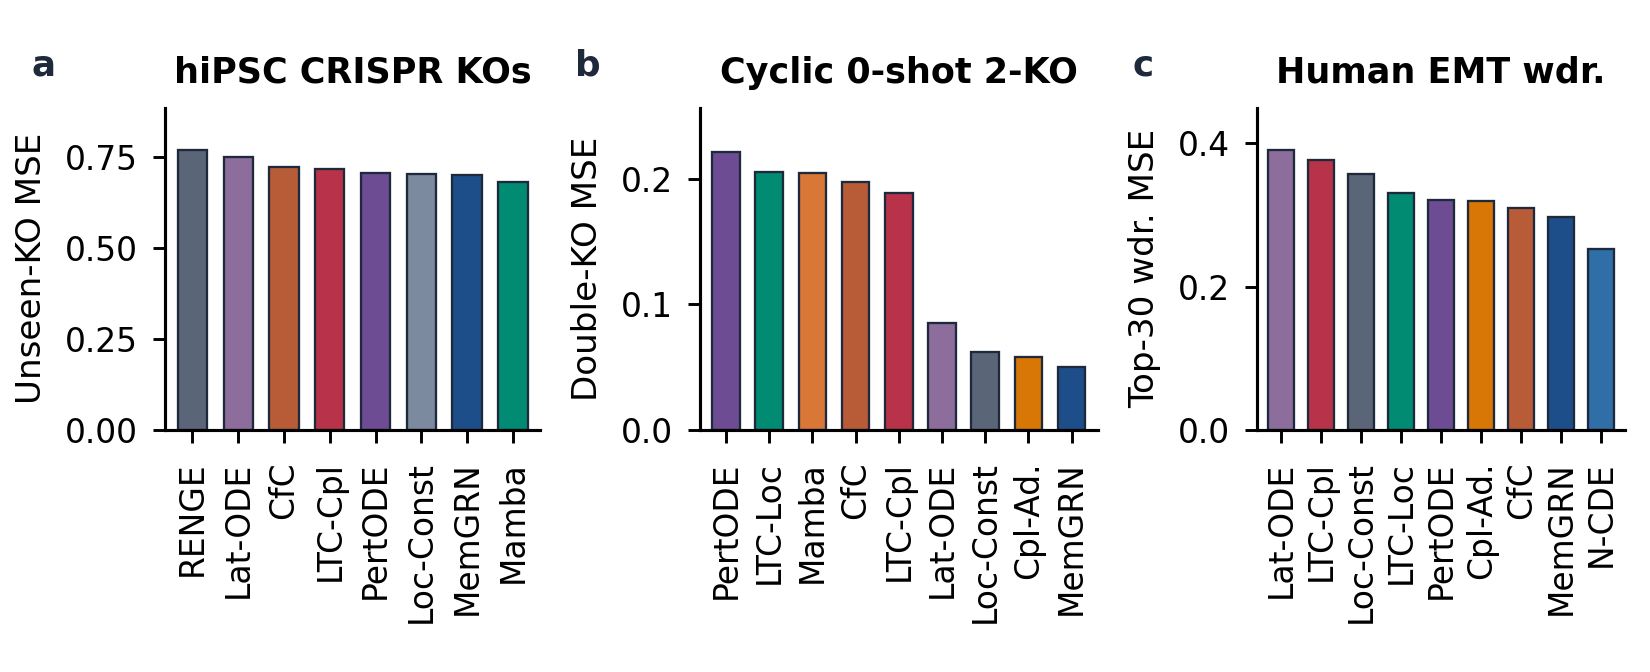 a
hiPSC CRISPR KOs
Unseen-KO MSE
0.75
0.50
0.25
0.00
RENGE
Lat-ODE
CfC
LTC-Cpl
PertODE
Loc-Const
MemGRN
Mamba
b
Cyclic 0-shot 2-KO
Double-KO MSE
0.2
0.1
0.0
PertODE
LTC-Loc
Mamba
CfC
LTC-Cpl
Lat-ODE
Loc-Const
Cpl-Ad.
MemGRN
c
Human EMT wdr.
Top-30 wdr. MSE
0.4
0.2
0.0
Lat-ODE
LTC-Cpl
Loc-Const
LTC-Loc
PertODE
Cpl-Ad.
CfC
MemGRN
N-CDE